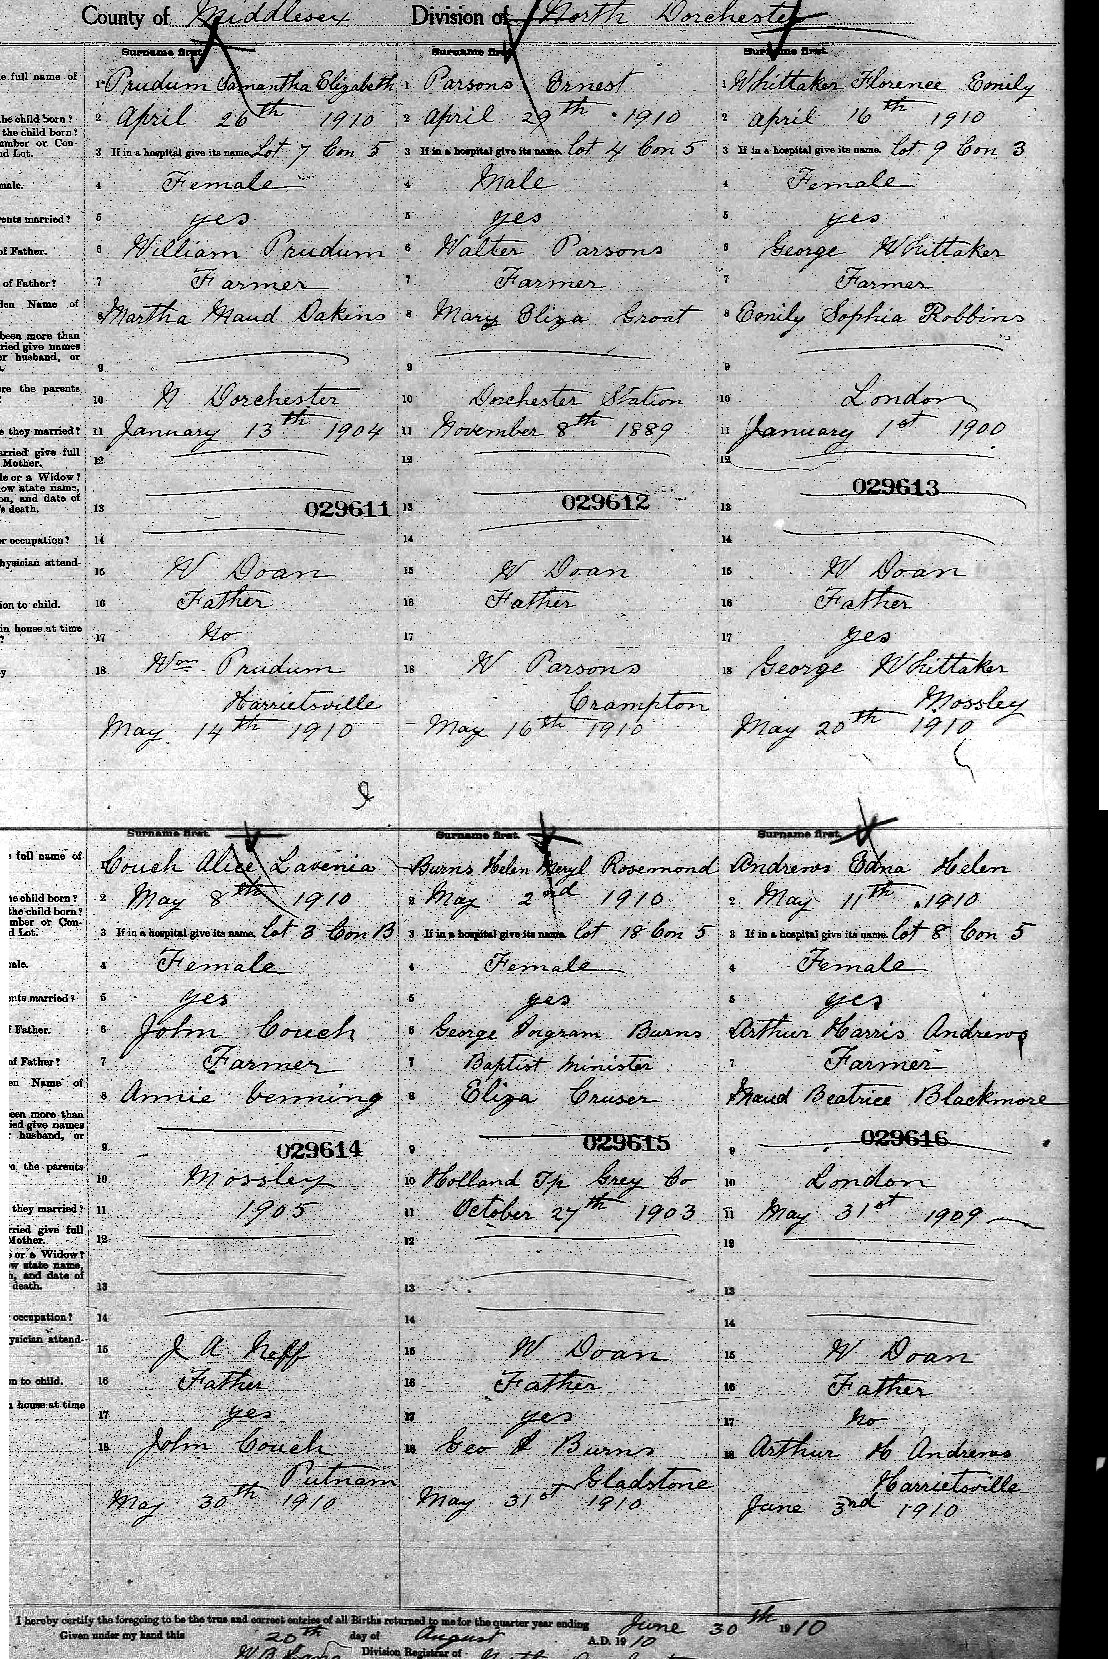 County of Middlesex Division of North Dorchester
Surname first. Surname first. Surname first.
e full name of 1 Prudum Samantha Elizabeth 1 Parsons Ernest 1 Whittaker Florence Emily
he child born? 2 April 26th 1910 2 April 29th 1910 2 April 16th 1910
the child born?
umber or Con-
nd Lot. 3 If in a hospital give its name. Lot 7 Con 5 3 If in a hospital give its name. lot 4 Con 5 3 If in a hospital give its name. lot 9 Con 3
male. 4 Female 4 Male 4 Female
ents married? 5 yes 5 yes 5 yes
of Father. 6 William Prudum 6 Walter Parsons 6 George Whittaker
of Father? 7 Farmer 7 Farmer 7 Farmer
den Name of 8 Martha Maud Dakins 8 Mary Eliza Groat 8 Emily Sophia Robbins
been more than
ried give names
er husband, or
9 9 9
re the parents 10 N Dorchester 10 Dorchester Station 10 London
e they married? 11 January 13th 1904 11 November 8th 1889 11 January 1st 1900
arried give full
Mother. 12 12 12
le or a Widow?
ow state name,
on, and date of
's death. 13 029611 13 029612 13 029613
r occupation? 14 14 14
hysician attend- 15 W Doan 15 W Doan 15 W Doan
ion to child. 16 Father 16 Father 16 Father
in house at time
? 17 No 17 17 yes
y 18 Wm Prudum 18 W Parsons 18 George Whittaker
Harrietsville Crampton Mossley
May 14th 1910 May 16th 1910 May 20th 1910
Surname first. Surname first. Surname first.
full name of 1 Couch Alice Lavenia Burns Helen Meryl Rosemond Andrews Edna Helen
he child born? 2 May 8th 1910 2 May 2nd 1910 2 May 11th 1910
the child born?
mber or Con-
d Lot. 3 If in a hospital give its name. Lot 3 Con B 3 If in a hospital give its name. lot 18 Con 5 3 If in a hospital give its name. lot 8 Con 5
ale. 4 Female 4 Female 4 Female
nts married? 5 yes 5 yes 5 yes
f Father. 6 John Couch 6 George Ingram Burns Arthur Harris Andrews
of Father? 7 Farmer 7 Baptist Minister 7 Farmer
en Name of 8 Annie Venning 8 Eliza Cruser Maud Beatrice Blackmore
een more than
ied give names
husband, or
9 029614 9 029615 9 029616
the parents 10 Mossley 10 Holland Tp Grey Co 10 London
they married? 11 1905 11 October 27th 1903 11 May 31st 1909
rried give full
Mother. 12 12 12
or a Widow?
w state name,
n, and date of
death. 13 13 13
occupation? 14 14 14
ysician attend- 15 J A Neff 15 W Doan 15 W Doan
n to child. 16 Father 16 Father 16 Father
house at time 17 yes 17 yes 17 No
18 John Couch 18 Geo I Burns 18 Arthur H Andrews
Putnam Gladstone Harrietsville
May 30th 1910 May 31st 1910 June 3rd 1910
I hereby certify the foregoing to be the true and correct entries of all Births returned to me for the quarter year ending June 30th 1910
Given under my hand this 20th day of August A.D. 1910
Division Registrar of